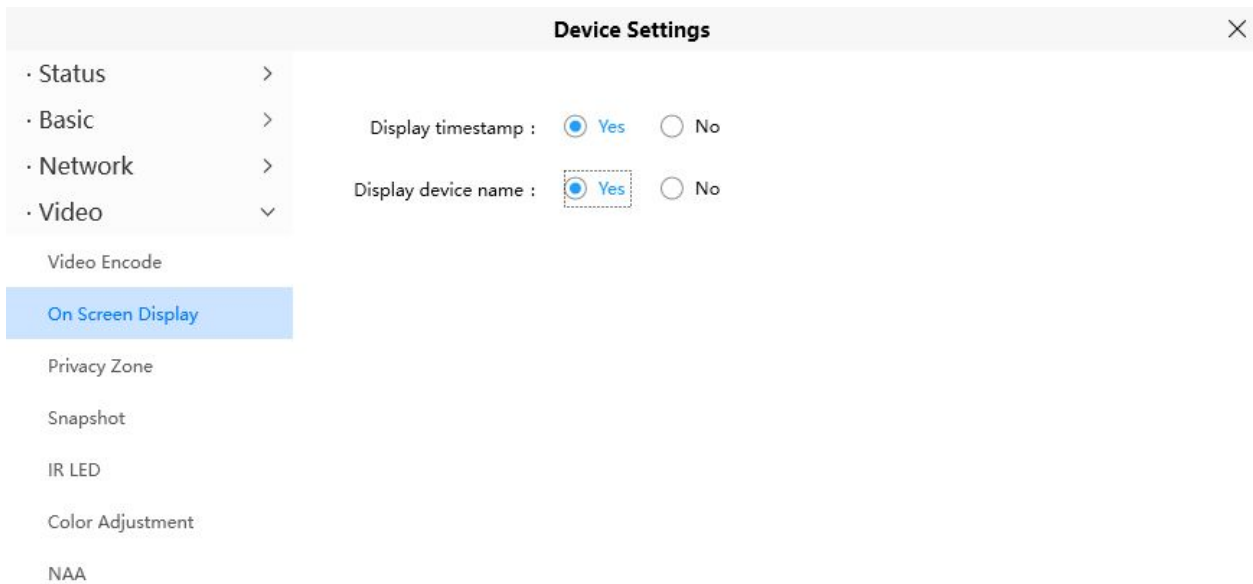 Device Settings
· Status
· Basic
· Network
· Video
Video Encode
On Screen Display
Privacy Zone
Snapshot
IR LED
Color Adjustment
NAA
Display timestamp : Yes No
Display device name : Yes No